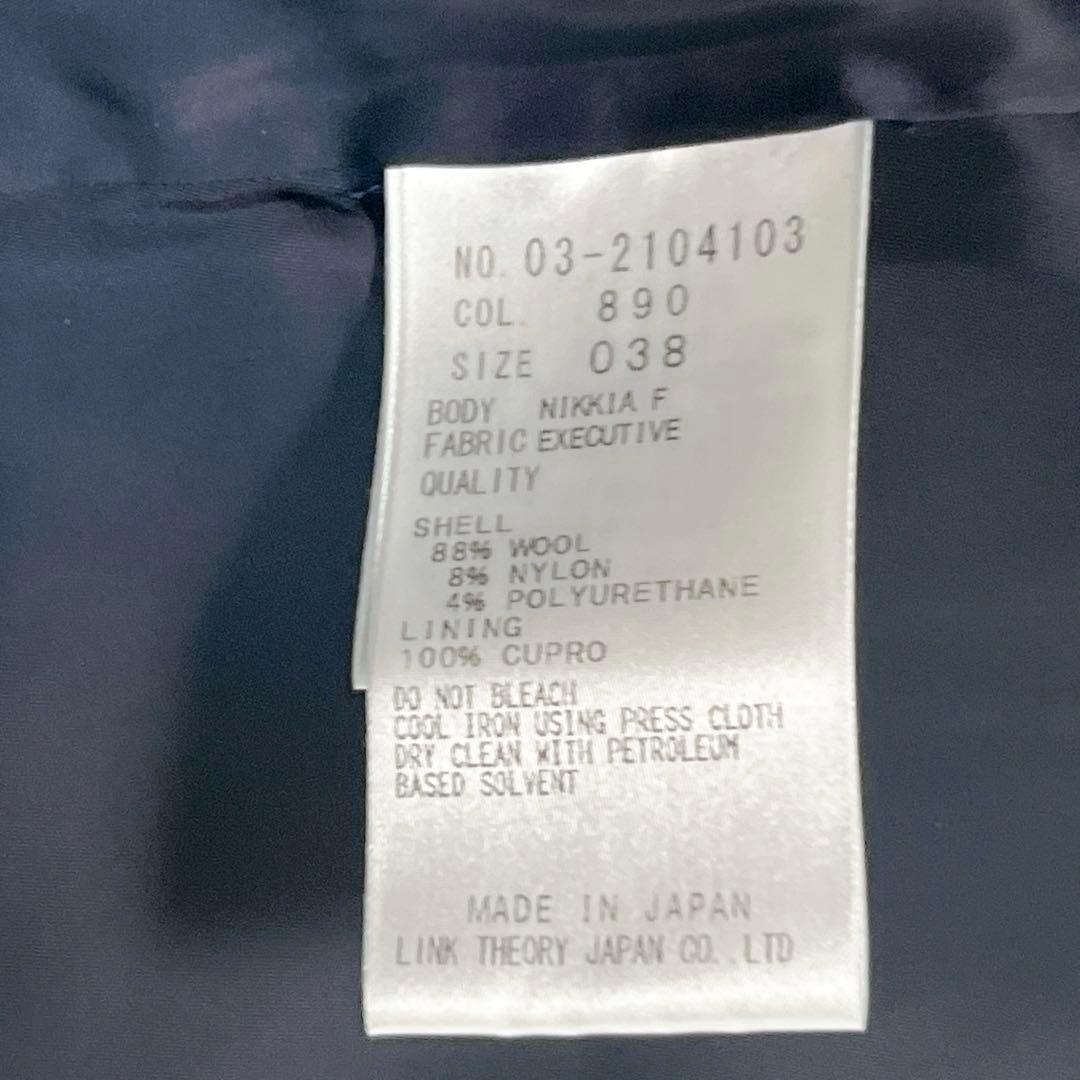 NO. 03-2104103
COL. 890
SIZE 038
BODY NIKKIA F
FABRIC EXECUTIVE
QUALITY
SHELL
88% WOOL
8% NYLON
4% POLYURETHANE
LINING
100% CUPRO
DO NOT BLEACH
COOL IRON USING PRESS CLOTH
DRY CLEAN WITH PETROLEUM
BASED SOLVENT
MADE IN JAPAN
LINK THEORY JAPAN CO.,LTD